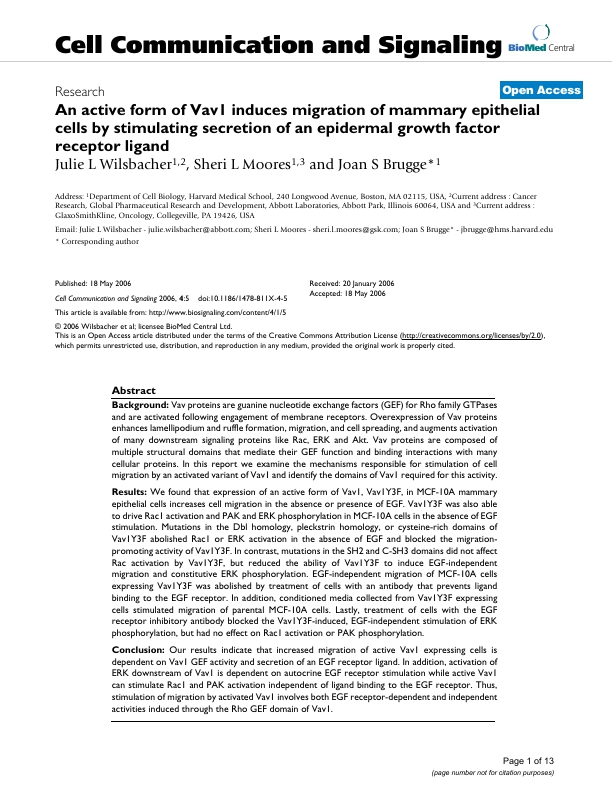 Cell Communication and Signaling
BioMed Central
Research
Open Access
An active form of Vav1 induces migration of mammary epithelial
cells by stimulating secretion of an epidermal growth factor
receptor ligand
Julie L Wilsbacher1,2, Sheri L Moores1,3 and Joan S Brugge*1
Address: 1Department of Cell Biology, Harvard Medical School, 240 Longwood Avenue, Boston, MA 02115, USA, 2Current address : Cancer
Research, Global Pharmaceutical Research and Development, Abbott Laboratories, Abbott Park, Illinois 60064, USA and 3Current address :
GlaxoSmithKline, Oncology, Collegeville, PA 19426, USA
Email: Julie L Wilsbacher - julie.wilsbacher@abbott.com; Sheri L Moores - sheri.l.moores@gsk.com; Joan S Brugge* - jbrugge@hms.harvard.edu
* Corresponding author
Published: 18 May 2006
Cell Communication and Signaling 2006, 4:5 doi:10.1186/1478-811X-4-5
Received: 20 January 2006
Accepted: 18 May 2006
This article is available from: http://www.biosignaling.com/content/4/1/5
© 2006 Wilsbacher et al; licensee BioMed Central Ltd.
This is an Open Access article distributed under the terms of the Creative Commons Attribution License (http://creativecommons.org/licenses/by/2.0),
which permits unrestricted use, distribution, and reproduction in any medium, provided the original work is properly cited.
Abstract
Background: Vav proteins are guanine nucleotide exchange factors (GEF) for Rho family GTPases
and are activated following engagement of membrane receptors. Overexpression of Vav proteins
enhances lamellipodium and ruffle formation, migration, and cell spreading, and augments activation
of many downstream signaling proteins like Rac, ERK and Akt. Vav proteins are composed of
multiple structural domains that mediate their GEF function and binding interactions with many
cellular proteins. In this report we examine the mechanisms responsible for stimulation of cell
migration by an activated variant of Vav1 and identify the domains of Vav1 required for this activity.
Results: We found that expression of an active form of Vav1, Vav1Y3F, in MCF-10A mammary
epithelial cells increases cell migration in the absence or presence of EGF. Vav1Y3F was also able
to drive Rac1 activation and PAK and ERK phosphorylation in MCF-10A cells in the absence of EGF
stimulation. Mutations in the Dbl homology, pleckstrin homology, or cysteine-rich domains of
Vav1Y3F abolished Rac1 or ERK activation in the absence of EGF and blocked the migration-
promoting activity of Vav1Y3F. In contrast, mutations in the SH2 and C-SH3 domains did not affect
Rac activation by Vav1Y3F, but reduced the ability of Vav1Y3F to induce EGF-independent
migration and constitutive ERK phosphorylation. EGF-independent migration of MCF-10A cells
expressing Vav1Y3F was abolished by treatment of cells with an antibody that prevents ligand
binding to the EGF receptor. In addition, conditioned media collected from Vav1Y3F expressing
cells stimulated migration of parental MCF-10A cells. Lastly, treatment of cells with the EGF
receptor inhibitory antibody blocked the Vav1Y3F-induced, EGF-independent stimulation of ERK
phosphorylation, but had no effect on Rac1 activation or PAK phosphorylation.
Conclusion: Our results indicate that increased migration of active Vav1 expressing cells is
dependent on Vav1 GEF activity and secretion of an EGF receptor ligand. In addition, activation of
ERK downstream of Vav1 is dependent on autocrine EGF receptor stimulation while active Vav1
can stimulate Rac1 and PAK activation independent of ligand binding to the EGF receptor. Thus,
stimulation of migration by activated Vav1 involves both EGF receptor-dependent and independent
activities induced through the Rho GEF domain of Vav1.
Page 1 of 13
(page number not for citation purposes)